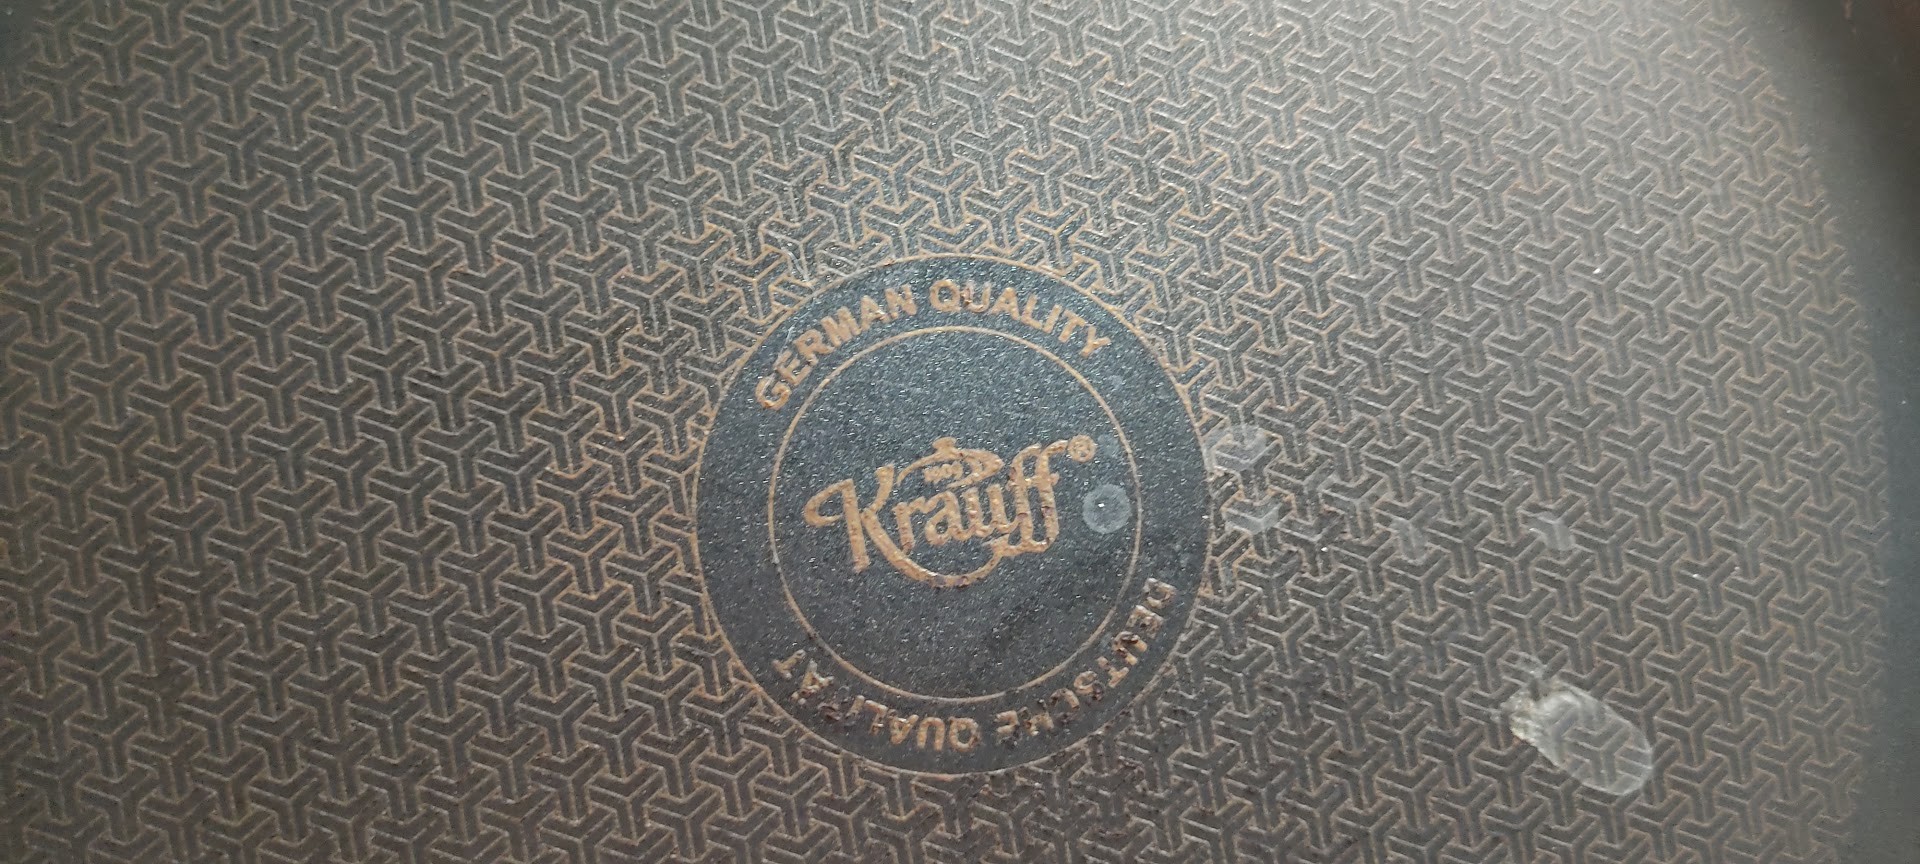 GERMAN QUALITY
Krauff®
DEUTSCHE QUALITÄT